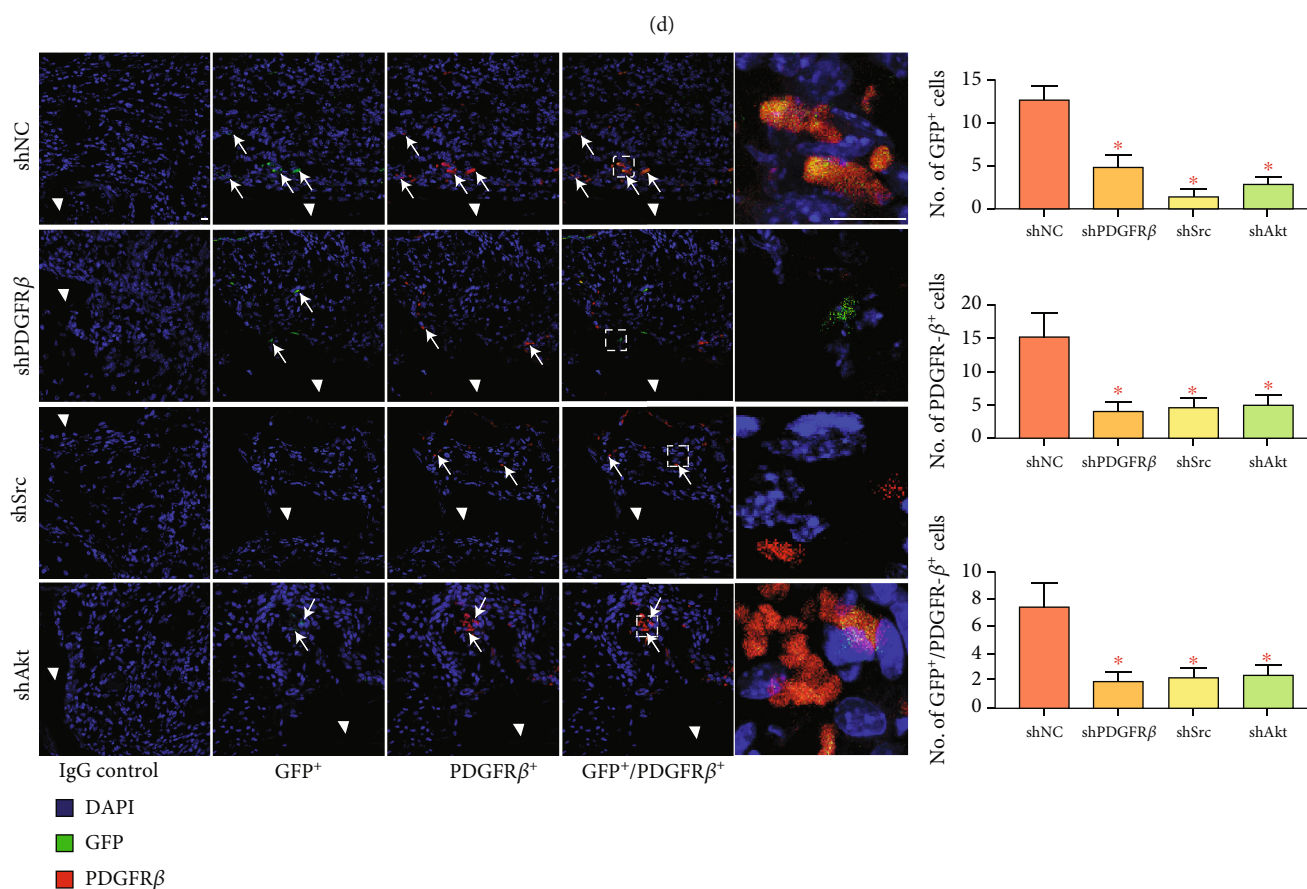 (d)
shNC
shPDGFRβ
shSrc
shAkt
IgG control
GFP⁺
PDGFRβ⁺
GFP⁺/PDGFRβ⁺
DAPI
GFP
PDGFRβ
No. of GFP⁺ cells
15
10
5
0
*
*
*
shNC
shPDGFRβ
shSrc
shAkt
No. of PDGFR-β⁺ cells
20
15
10
5
0
*
*
*
shNC
shPDGFRβ
shSrc
shAkt
No. of GFP⁺/PDGFR-β⁺ cells
10
8
6
4
2
0
*
*
*
shNC
shPDGFRβ
shSrc
shAkt